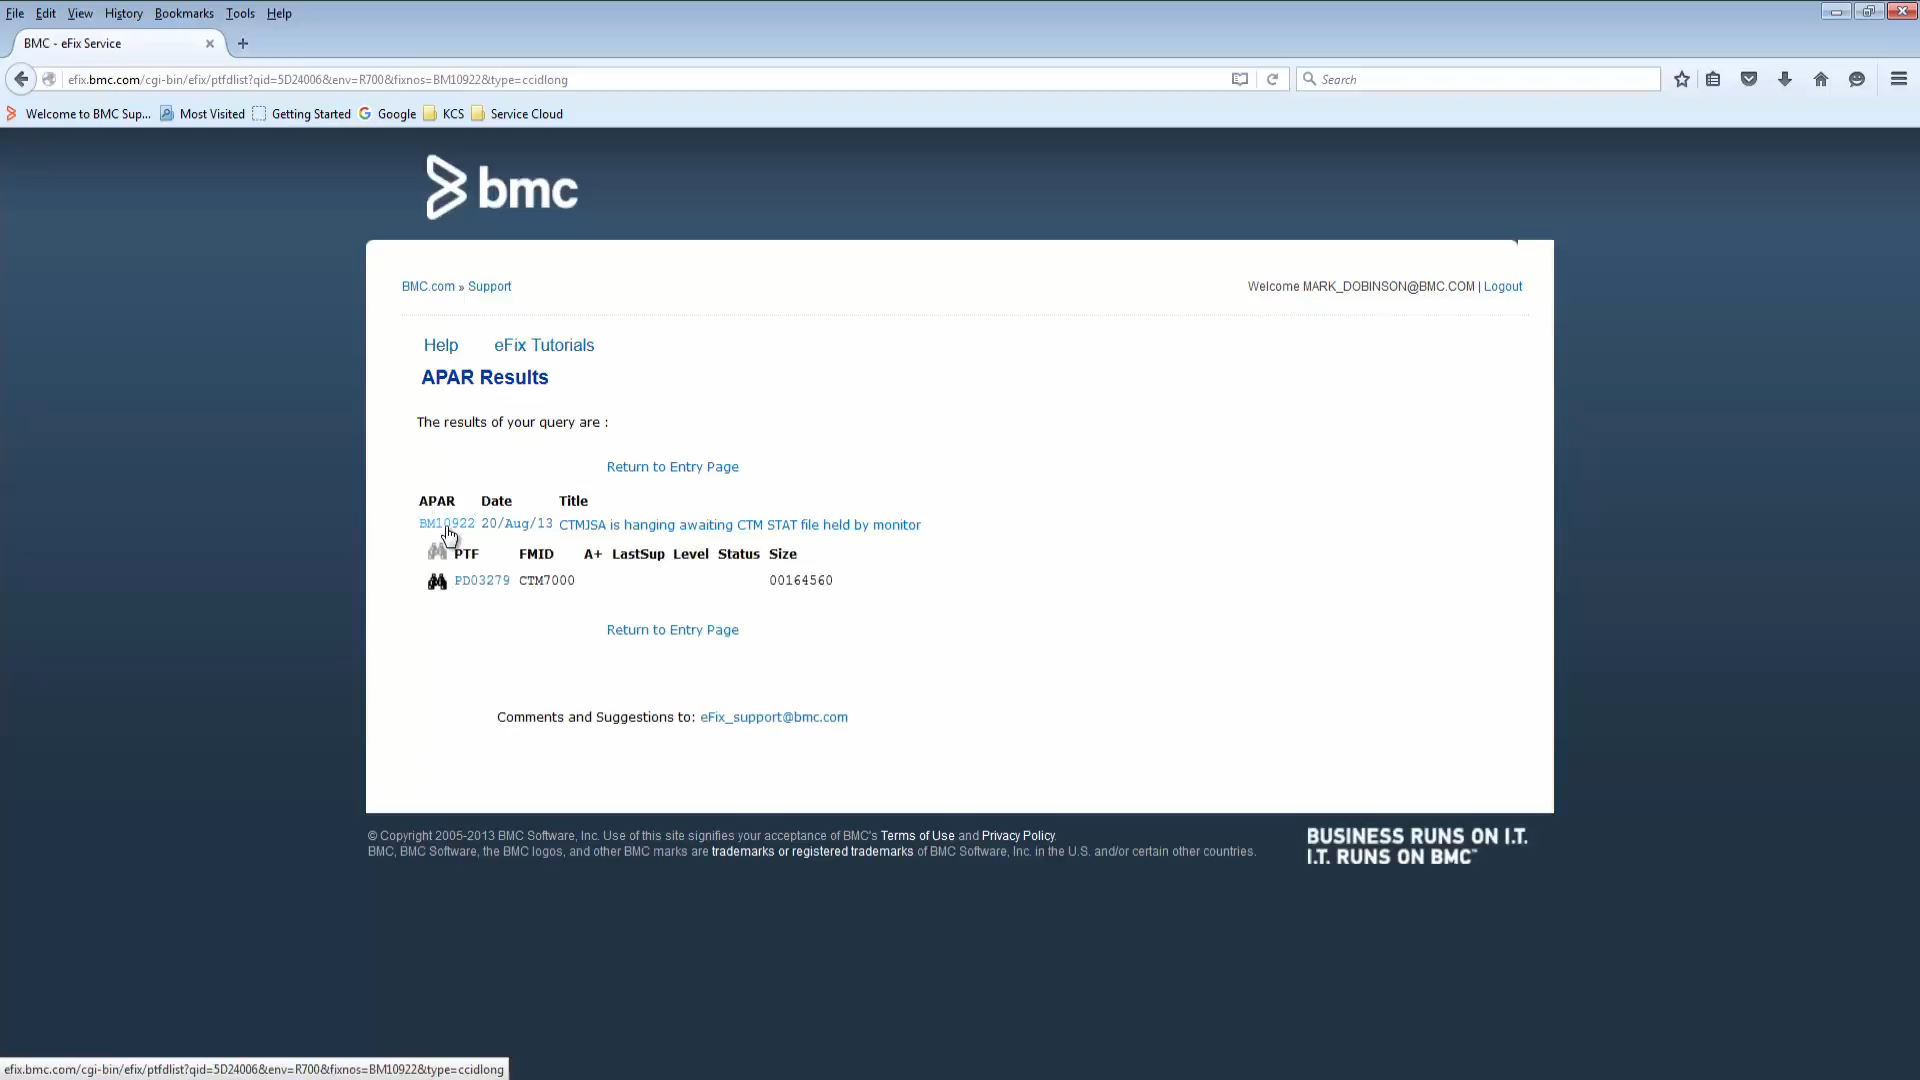 File Edit View History Bookmarks Tools Help
BMC - eFix Service
efix.bmc.com/cgi-bin/efix/ptfdlist?qid=5D24006&env=R700&fixnos=BM10922&type=ccidlong
Search
Welcome to BMC Sup... Most Visited Getting Started Google KCS Service Cloud
bmc
BMC.com » Support
Welcome MARK_DOBINSON@BMC.COM | Logout
Help eFix Tutorials
APAR Results
The results of your query are :
Return to Entry Page
APAR Date Title
BM10922 20/Aug/13 CTMJSA is hanging awaiting CTM STAT file held by monitor
PTF FMID A+ LastSup Level Status Size
PD03279 CTM7000 00164560
Return to Entry Page
Comments and Suggestions to: eFix_support@bmc.com
© Copyright 2005-2013 BMC Software, Inc. Use of this site signifies your acceptance of BMC's Terms of Use and Privacy Policy.
BMC, BMC Software, the BMC logos, and other BMC marks are trademarks or registered trademarks of BMC Software, Inc. in the U.S. and/or certain other countries.
BUSINESS RUNS ON I.T.
I.T. RUNS ON BMC™
efix.bmc.com/cgi-bin/efix/ptfdlist?qid=5D24006&env=R700&fixnos=BM10922&type=ccidlong